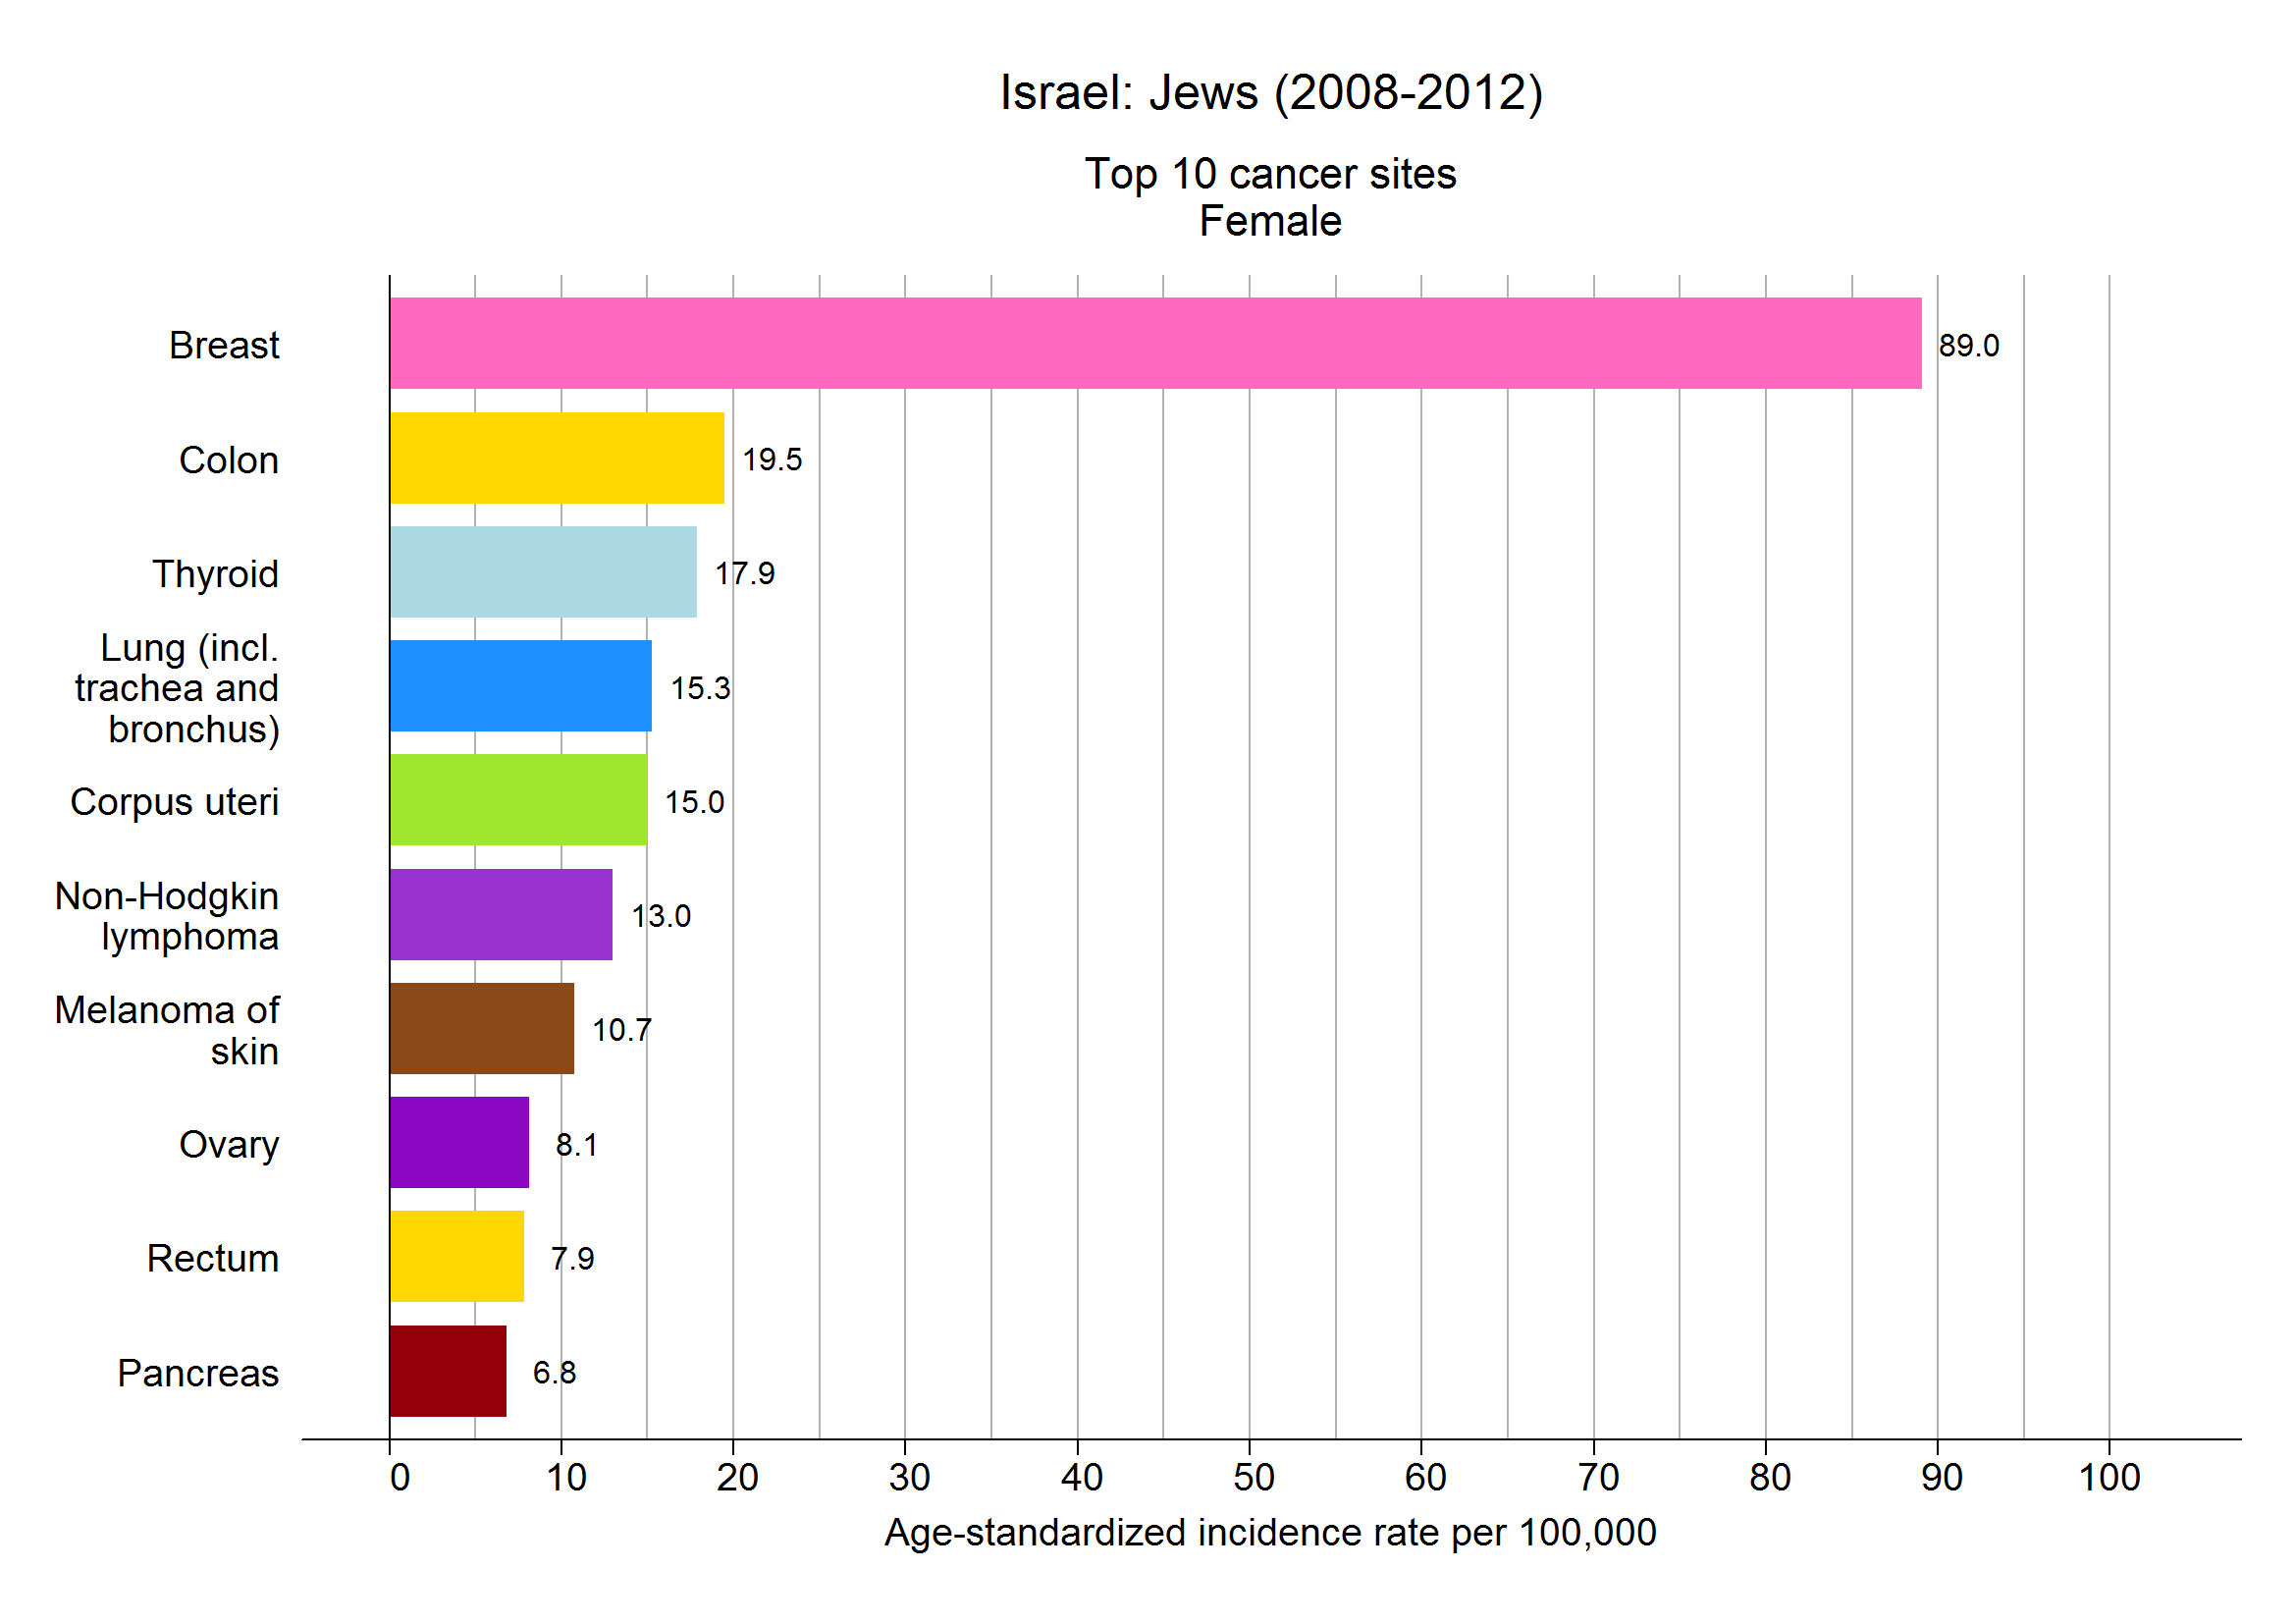 Israel: Jews (2008-2012)
Top 10 cancer sites
Female
Breast
89.0
Colon
19.5
Thyroid
17.9
Lung (incl.
trachea and
bronchus)
15.3
Corpus uteri
15.0
Non-Hodgkin
lymphoma
13.0
Melanoma of
skin
10.7
Ovary
8.1
Rectum
7.9
Pancreas
6.8
0 10 20 30 40 50 60 70 80 90 100
Age-standardized incidence rate per 100,000